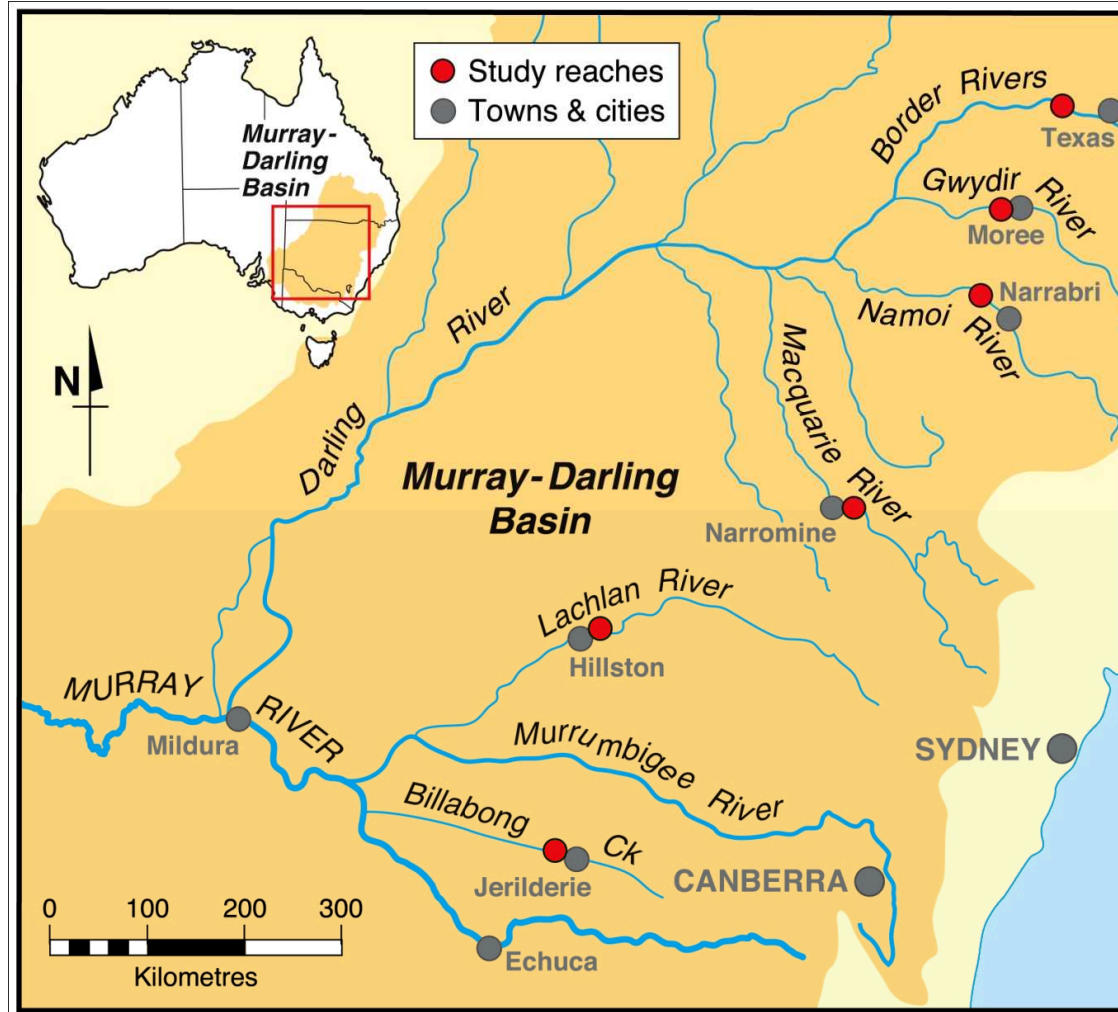 Study reaches
Towns & cities
Murray-
Darling
Basin
N
Border Rivers
Texas
Gwydir River
Moree
Narrabri
Namoi River
Darling River
Macquarie River
Murray-Darling
Basin
Narromine
Lachlan River
Hillston
MURRAY RIVER
Mildura
Murrumbigee River
SYDNEY
Billabong Ck
Jerilderie
CANBERRA
Echuca
0 100 200 300
Kilometres